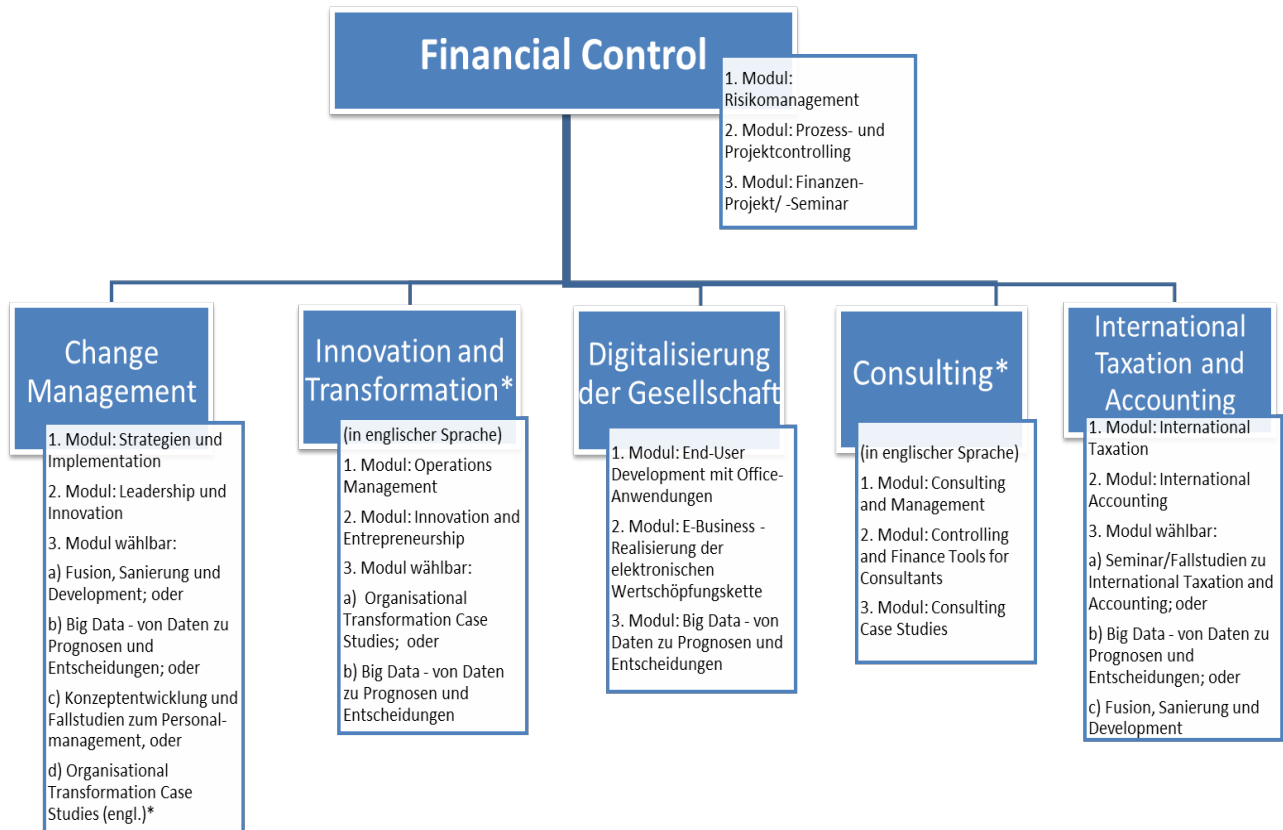 Financial Control
1. Modul:
Risikomanagement
2. Modul: Prozess- und
Projektcontrolling
3. Modul: Finanzen-
Projekt/ -Seminar
Change
Management
1. Modul: Strategien und
Implementation
2. Modul: Leadership und
Innovation
3. Modul wählbar:
a) Fusion, Sanierung und
Development; oder
b) Big Data - von Daten zu
Prognosen und
Entscheidungen; oder
c) Konzeptentwicklung und
Fallstudien zum Personal-
management, oder
d) Organisational
Transformation Case
Studies (engl.)*
Innovation and
Transformation*
(in englischer Sprache)
1. Modul: Operations
Management
2. Modul: Innovation and
Entrepreneurship
3. Modul wählbar:
a) Organisational
Transformation Case
Studies; oder
b) Big Data - von Daten
zu Prognosen und
Entscheidungen
Digitalisierung
der Gesellschaft
1. Modul: End-User
Development mit Office-
Anwendungen
2. Modul: E-Business -
Realisierung der
elektronischen
Wertschöpfungskette
3. Modul: Big Data - von
Daten zu Prognosen und
Entscheidungen
Consulting*
(in englischer Sprache)
1. Modul: Consulting
and Management
2. Modul: Controlling
and Finance Tools for
Consultants
3. Modul: Consulting
Case Studies
International
Taxation and
Accounting
1. Modul: International
Taxation
2. Modul: International
Accounting
3. Modul wählbar:
a) Seminar/Fallstudien zu
International Taxation and
Accounting; oder
b) Big Data - von Daten zu
Prognosen und
Entscheidungen; oder
c) Fusion, Sanierung und
Development